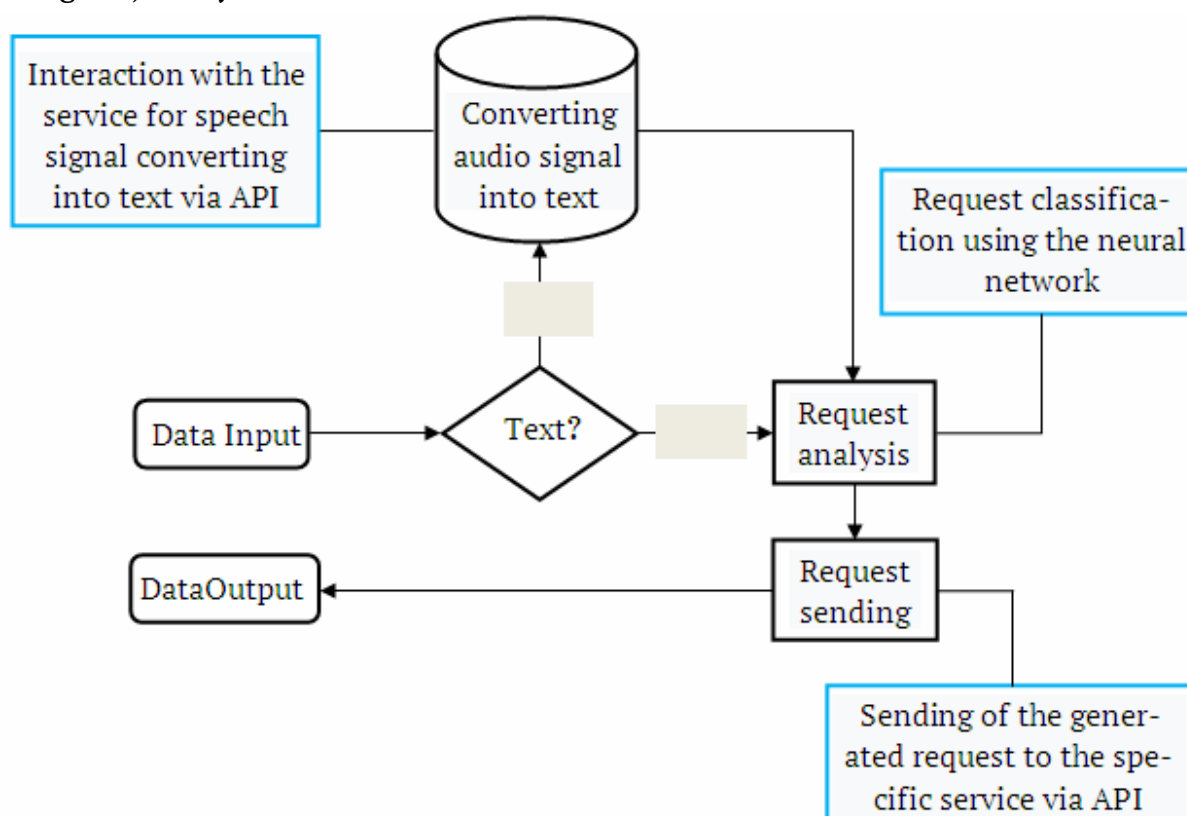 Interaction with the
service for speech
signal converting
into text via API
Converting
audio signal
into text
Request classifica-
tion using the neural
network
Data Input
Text?
Request
analysis
DataOutput
Request
sending
Sending of the gener-
ated request to the spe-
cific service via API